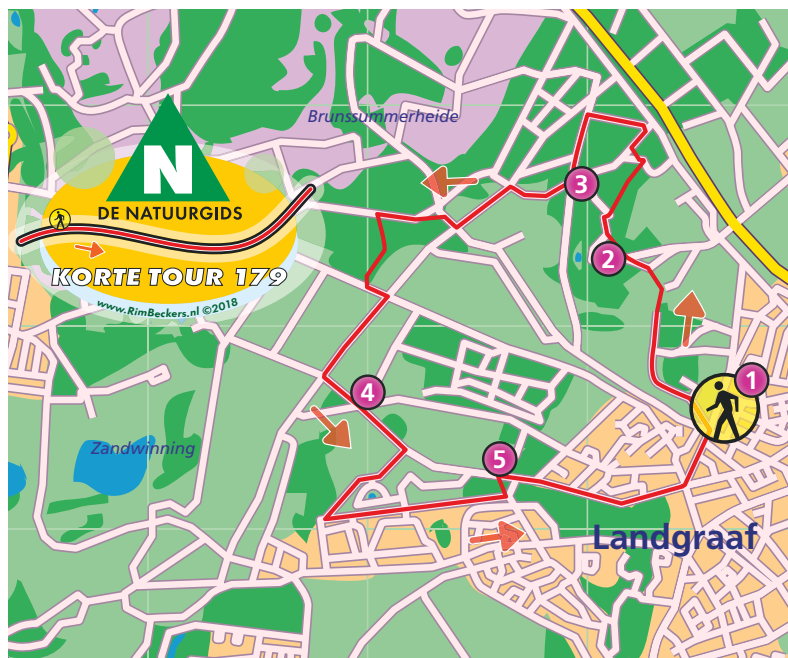 Brunssummerheide
N
DE NATUURGIDS
KORTE TOUR 179
www.RimBeckers.nl ©2018
3
2
1
4
5
Zandwinning
Landgraaf